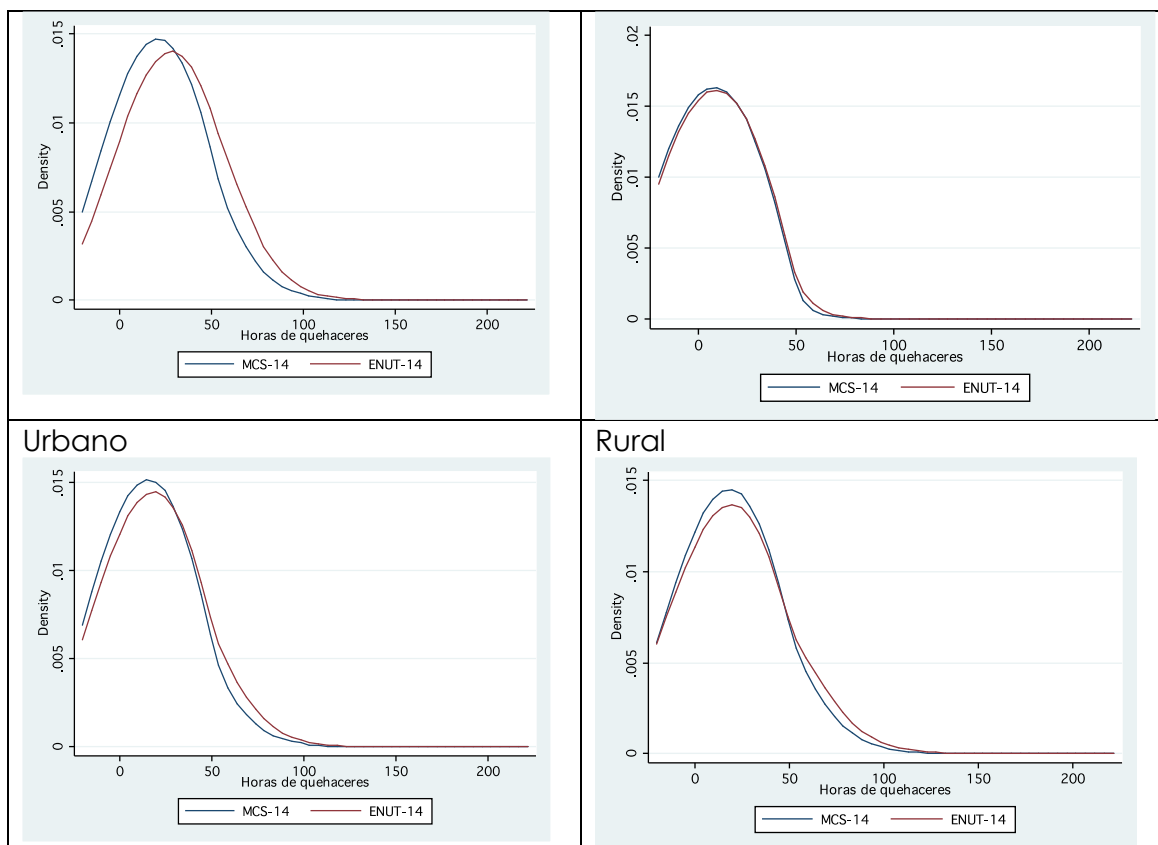 .015
.01
.005
0
Density
0 50 100 150 200
Horas de quehaceres
MCS-14 ENUT-14
.02
.015
.01
.005
0
Density
0 50 100 150 200
Horas de quehaceres
MCS-14 ENUT-14
Urbano
.015
.01
.005
0
Density
0 50 100 150 200
Horas de quehaceres
MCS-14 ENUT-14
Rural
.015
.01
.005
0
Density
0 50 100 150 200
Horas de quehaceres
MCS-14 ENUT-14